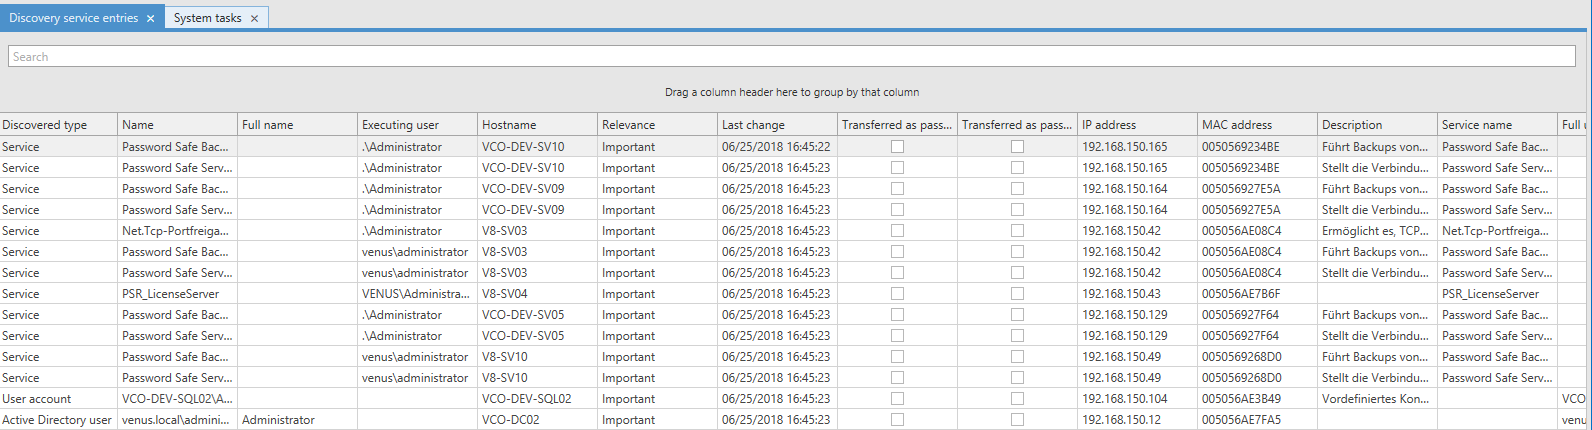 Discovery service entries × System tasks ×
Search
Drag a column header here to group by that column
Discovered type Name Full name Executing user Hostname Relevance Last change Transferred as pass... Transferred as pass... IP address MAC address Description Service name Full u
Service Password Safe Bac... .\Administrator VCO-DEV-SV10 Important 06/25/2018 16:45:22 192.168.150.165 0050569234BE Führt Backups von... Password Safe Bac...
Service Password Safe Serv... .\Administrator VCO-DEV-SV10 Important 06/25/2018 16:45:23 192.168.150.165 0050569234BE Stellt die Verbindu... Password Safe Serv...
Service Password Safe Bac... .\Administrator VCO-DEV-SV09 Important 06/25/2018 16:45:23 192.168.150.164 005056927E5A Führt Backups von... Password Safe Bac...
Service Password Safe Serv... .\Administrator VCO-DEV-SV09 Important 06/25/2018 16:45:23 192.168.150.164 005056927E5A Stellt die Verbindu... Password Safe Serv...
Service Net.Tcp-Portfreiga... .\Administrator V8-SV03 Important 06/25/2018 16:45:23 192.168.150.42 005056AE08C4 Ermöglicht es, TCP... Net.Tcp-Portfreiga...
Service Password Safe Bac... venus\administrator V8-SV03 Important 06/25/2018 16:45:23 192.168.150.42 005056AE08C4 Führt Backups von... Password Safe Bac...
Service Password Safe Serv... venus\administrator V8-SV03 Important 06/25/2018 16:45:23 192.168.150.42 005056AE08C4 Stellt die Verbindu... Password Safe Serv...
Service PSR_LicenseServer VENUS\Administra... V8-SV04 Important 06/25/2018 16:45:23 192.168.150.43 005056AE7B6F PSR_LicenseServer
Service Password Safe Bac... .\Administrator VCO-DEV-SV05 Important 06/25/2018 16:45:23 192.168.150.129 005056927F64 Führt Backups von... Password Safe Bac...
Service Password Safe Serv... .\Administrator VCO-DEV-SV05 Important 06/25/2018 16:45:23 192.168.150.129 005056927F64 Stellt die Verbindu... Password Safe Serv...
Service Password Safe Bac... venus\administrator V8-SV10 Important 06/25/2018 16:45:23 192.168.150.49 0050569268D0 Führt Backups von... Password Safe Bac...
Service Password Safe Serv... venus\administrator V8-SV10 Important 06/25/2018 16:45:23 192.168.150.49 0050569268D0 Stellt die Verbindu... Password Safe Serv...
User account VCO-DEV-SQL02\A... VCO-DEV-SQL02 Important 06/25/2018 16:45:23 192.168.150.104 005056AE3B49 Vordefiniertes Kon... VCO
Active Directory user venus.local\admini... Administrator VCO-DC02 Important 06/25/2018 16:45:23 192.168.150.12 005056AE7FA5 venu